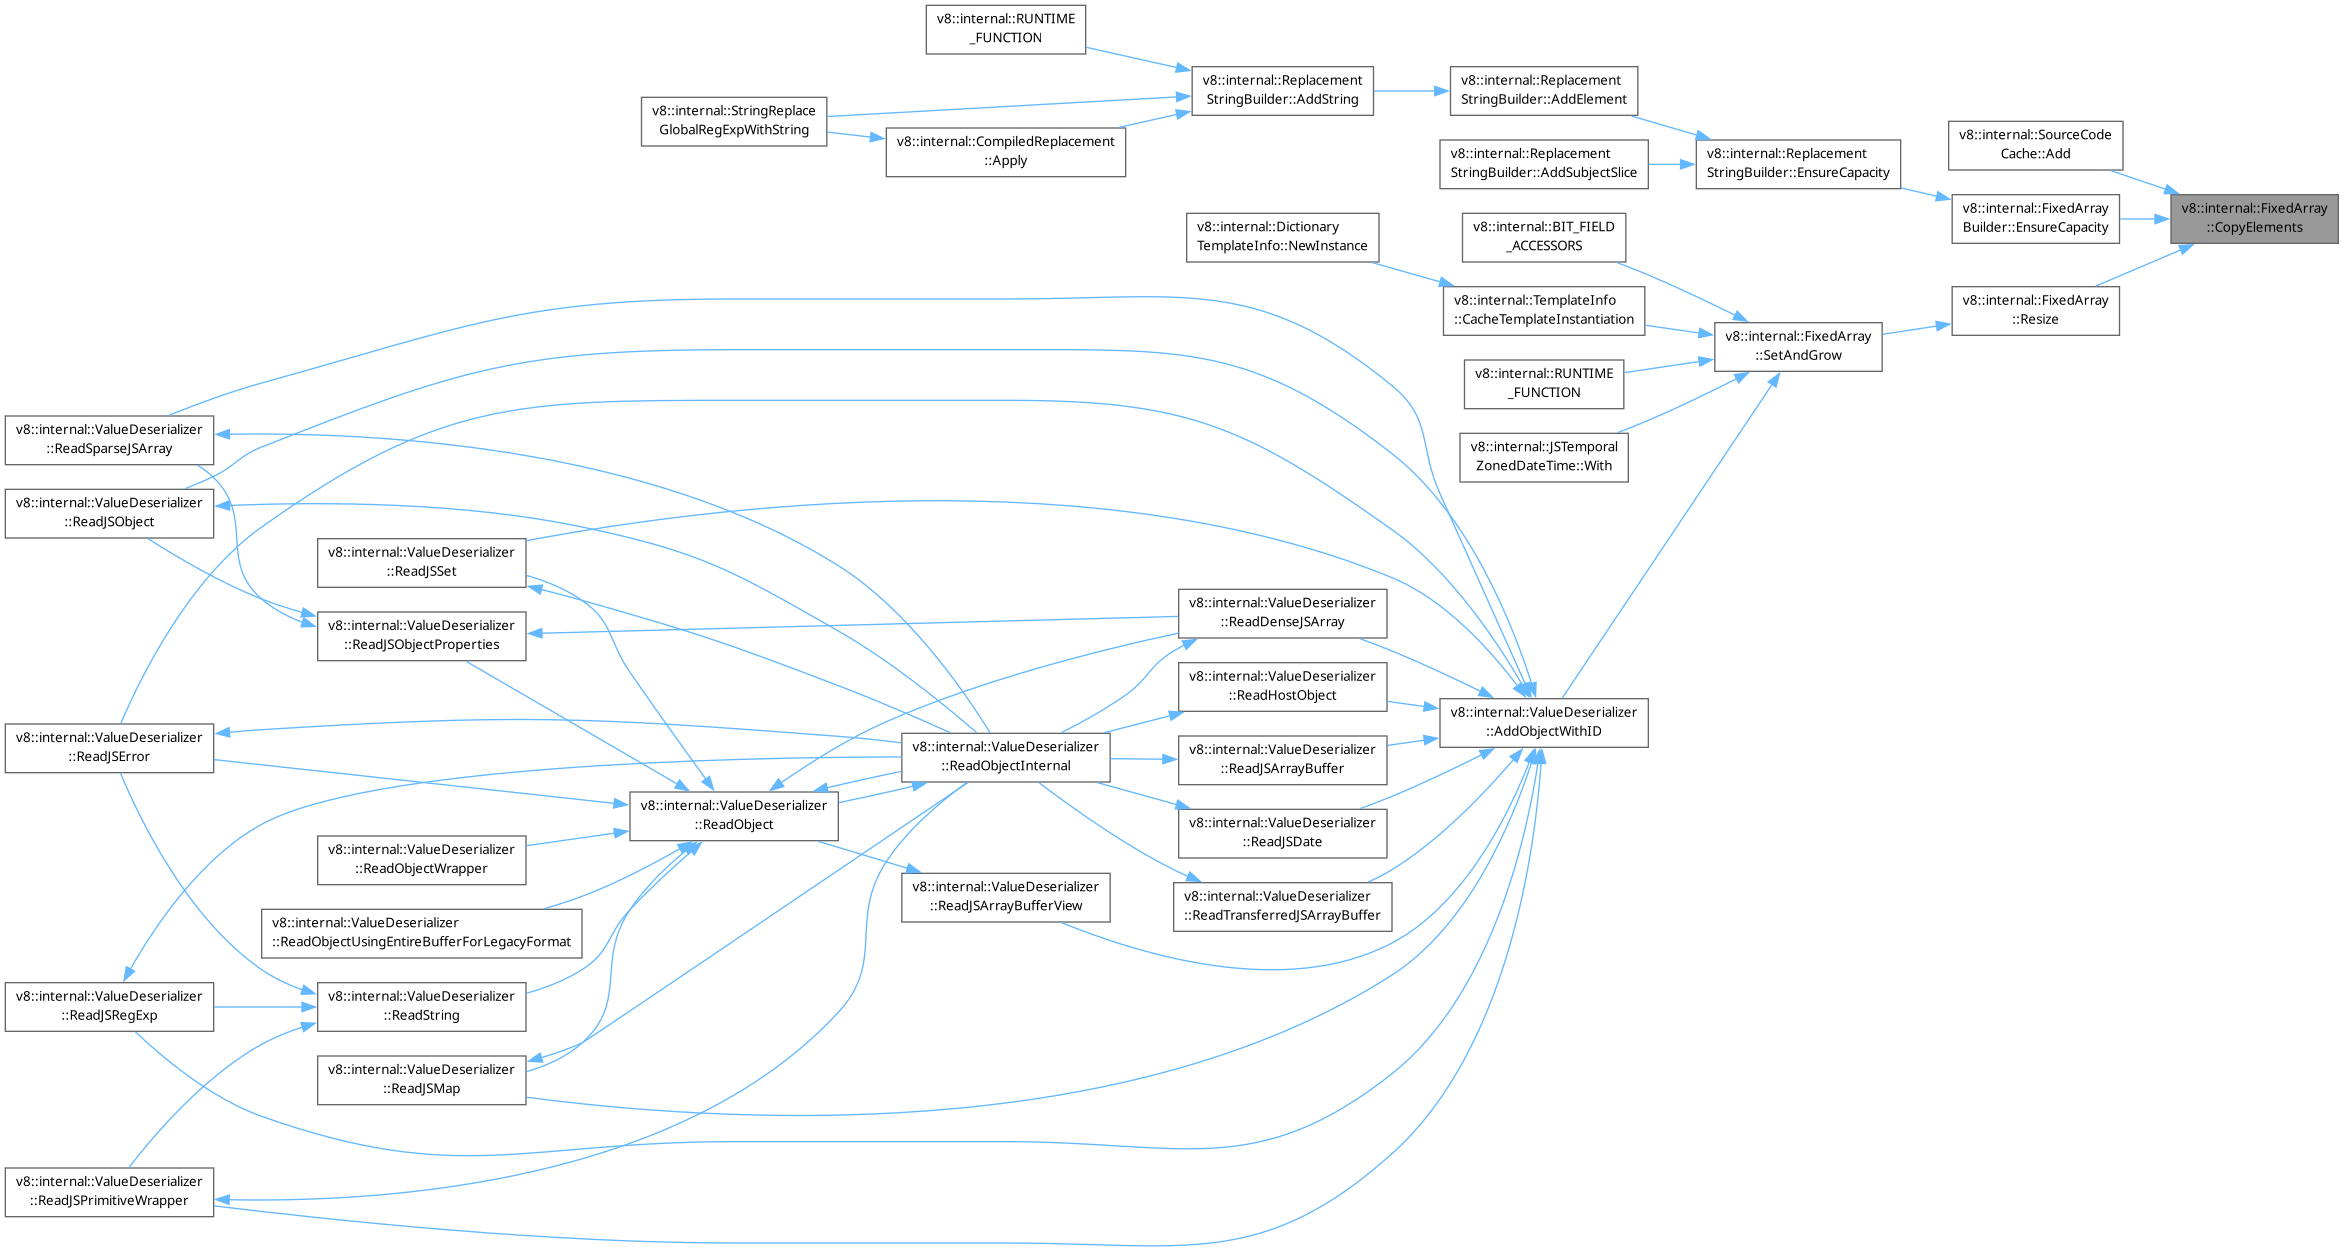 v8::internal::RUNTIME
_FUNCTION
v8::internal::Replacement
StringBuilder::AddString
v8::internal::Replacement
StringBuilder::AddElement
v8::internal::StringReplace
GlobalRegExpWithString
v8::internal::CompiledReplacement
::Apply
v8::internal::Replacement
StringBuilder::AddSubjectSlice
v8::internal::Replacement
StringBuilder::EnsureCapacity
v8::internal::SourceCode
Cache::Add
v8::internal::FixedArray
Builder::EnsureCapacity
v8::internal::FixedArray
::CopyElements
v8::internal::Dictionary
TemplateInfo::NewInstance
v8::internal::BIT_FIELD
_ACCESSORS
v8::internal::TemplateInfo
::CacheTemplateInstantiation
v8::internal::FixedArray
::Resize
v8::internal::FixedArray
::SetAndGrow
v8::internal::RUNTIME
_FUNCTION
v8::internal::JSTemporal
ZonedDateTime::With
v8::internal::ValueDeserializer
::ReadSparseJSArray
v8::internal::ValueDeserializer
::ReadJSObject
v8::internal::ValueDeserializer
::ReadJSSet
v8::internal::ValueDeserializer
::ReadJSObjectProperties
v8::internal::ValueDeserializer
::ReadDenseJSArray
v8::internal::ValueDeserializer
::ReadHostObject
v8::internal::ValueDeserializer
::AddObjectWithID
v8::internal::ValueDeserializer
::ReadJSError
v8::internal::ValueDeserializer
::ReadObjectInternal
v8::internal::ValueDeserializer
::ReadJSArrayBuffer
v8::internal::ValueDeserializer
::ReadObject
v8::internal::ValueDeserializer
::ReadJSDate
v8::internal::ValueDeserializer
::ReadObjectWrapper
v8::internal::ValueDeserializer
::ReadJSArrayBufferView
v8::internal::ValueDeserializer
::ReadTransferredJSArrayBuffer
v8::internal::ValueDeserializer
::ReadObjectUsingEntireBufferForLegacyFormat
v8::internal::ValueDeserializer
::ReadJSRegExp
v8::internal::ValueDeserializer
::ReadString
v8::internal::ValueDeserializer
::ReadJSMap
v8::internal::ValueDeserializer
::ReadJSPrimitiveWrapper